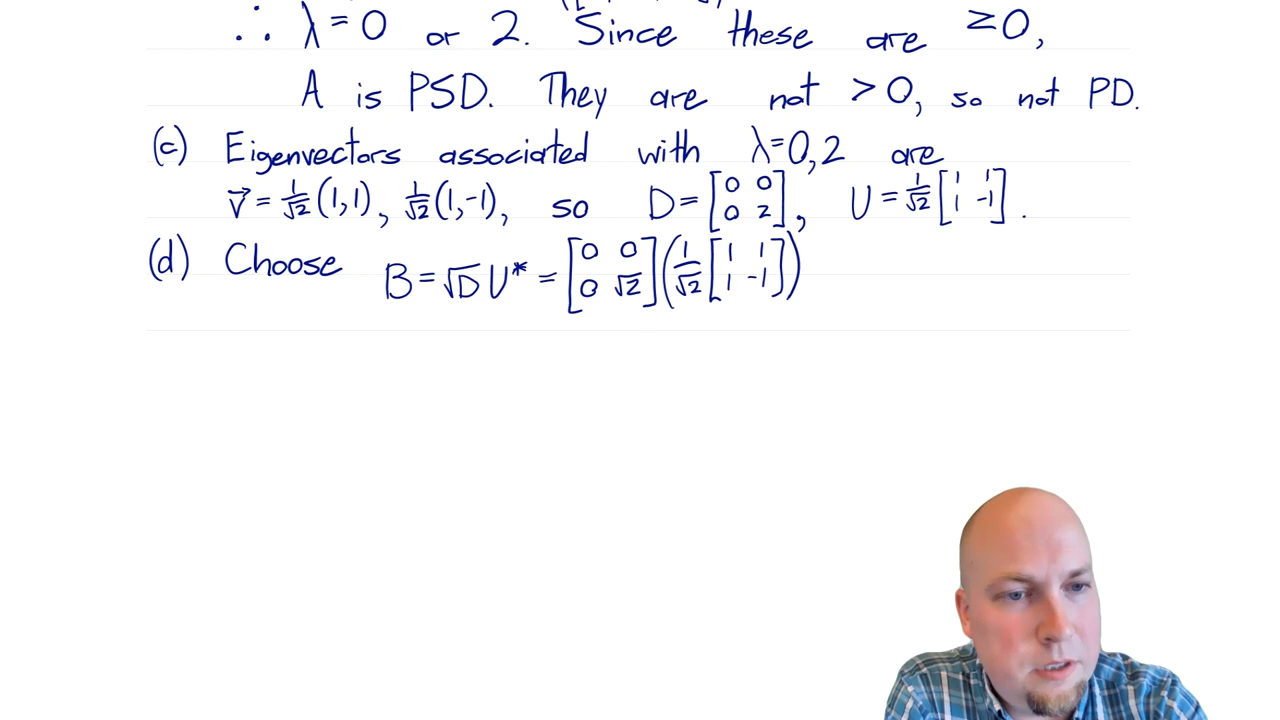 ∴ λ=0 or 2. Since these are ≥0,
A is PSD. They are not >0, so not PD.
(c) Eigenvectors associated with λ=0,2 are
v⃗ = 1/√2 (1,1), 1/√2 (1,-1), so D = [0 0; 0 2], U = 1/√2 [1 1; 1 -1].
(d) Choose B = √D U* = [0 0; 0 √2] (1/√2 [1 1; 1 -1])